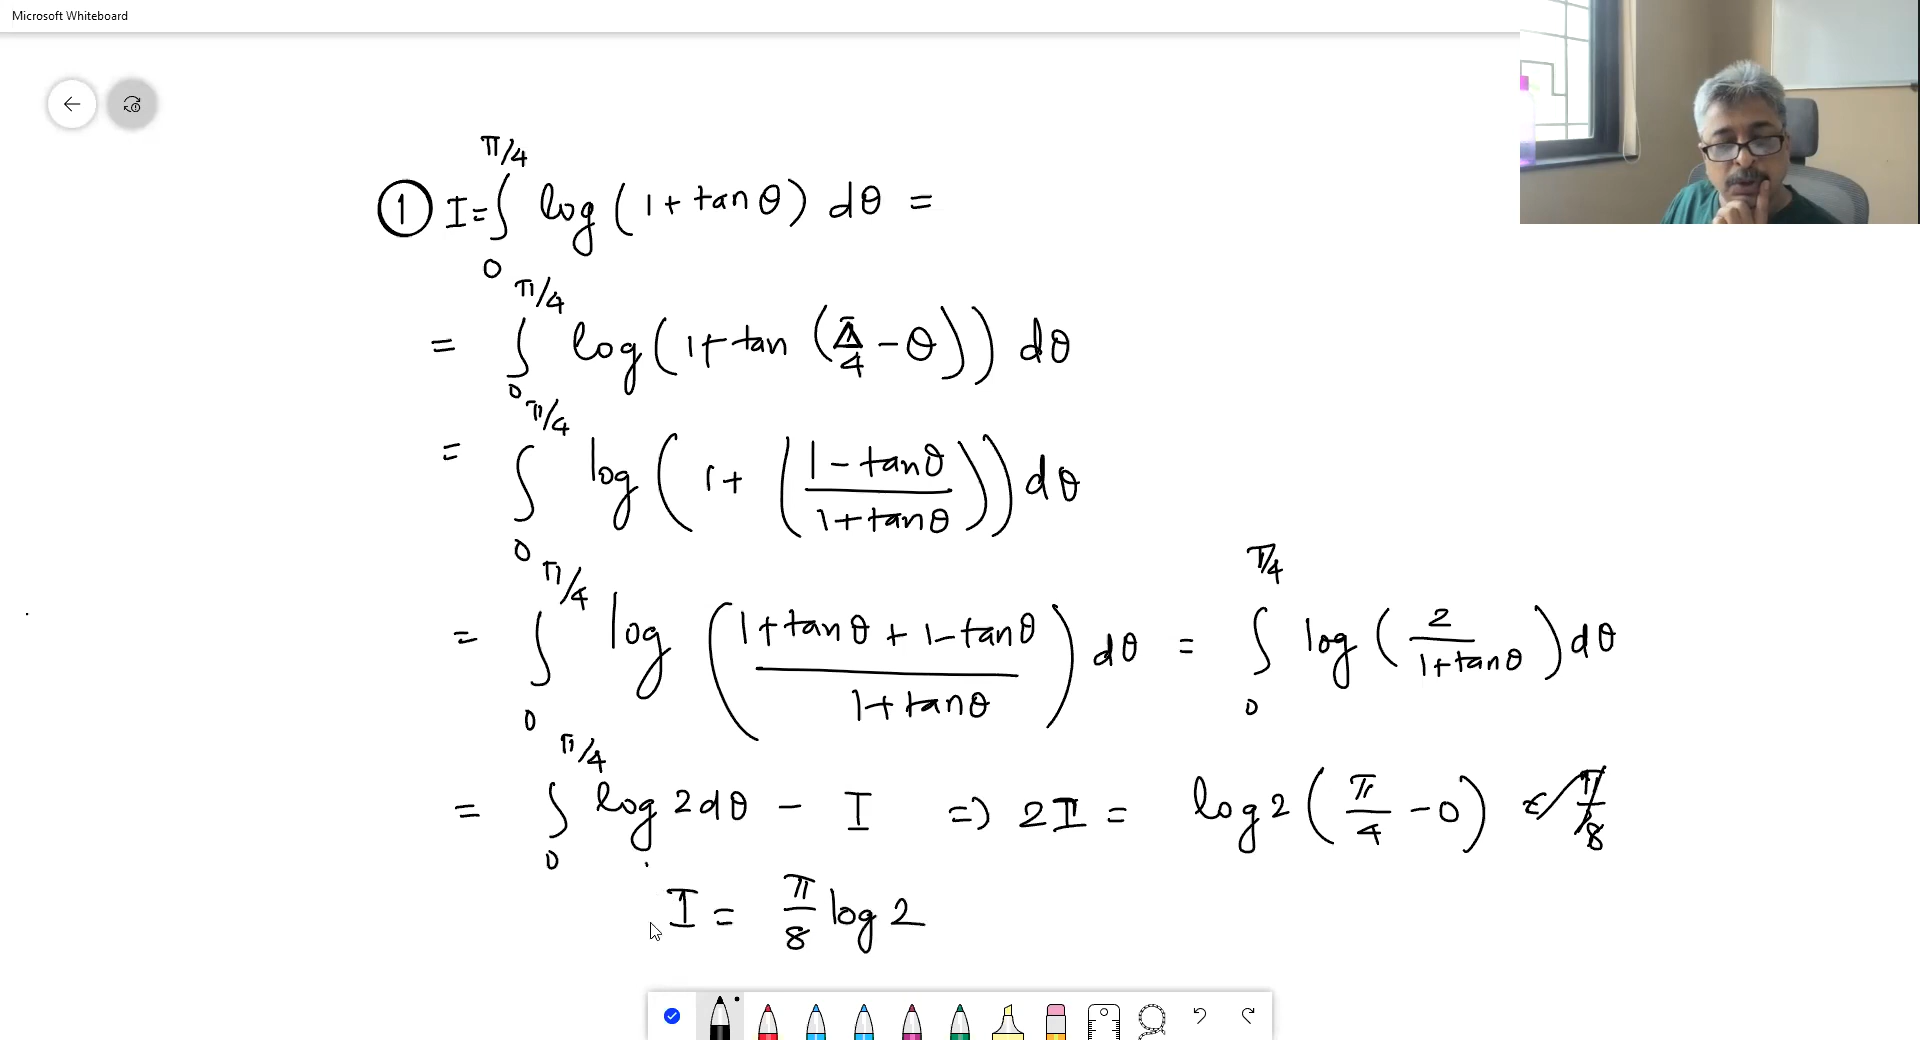 Microsoft Whiteboard
① I = ∫₀^{π/4} log(1 + tan θ) dθ =
= ∫₀^{π/4} log(1 + tan(π/4 − θ)) dθ
= ∫₀^{π/4} log(1 + ((1 − tan θ)/(1 + tan θ))) dθ
= ∫₀^{π/4} log((1 + tan θ + 1 − tan θ)/(1 + tan θ)) dθ = ∫₀^{π/4} log(2/(1 + tan θ)) dθ
= ∫₀^{π/4} log 2 dθ − I ⇒ 2I = log 2 (π/4 − 0) = π/8
I = π/8 log 2